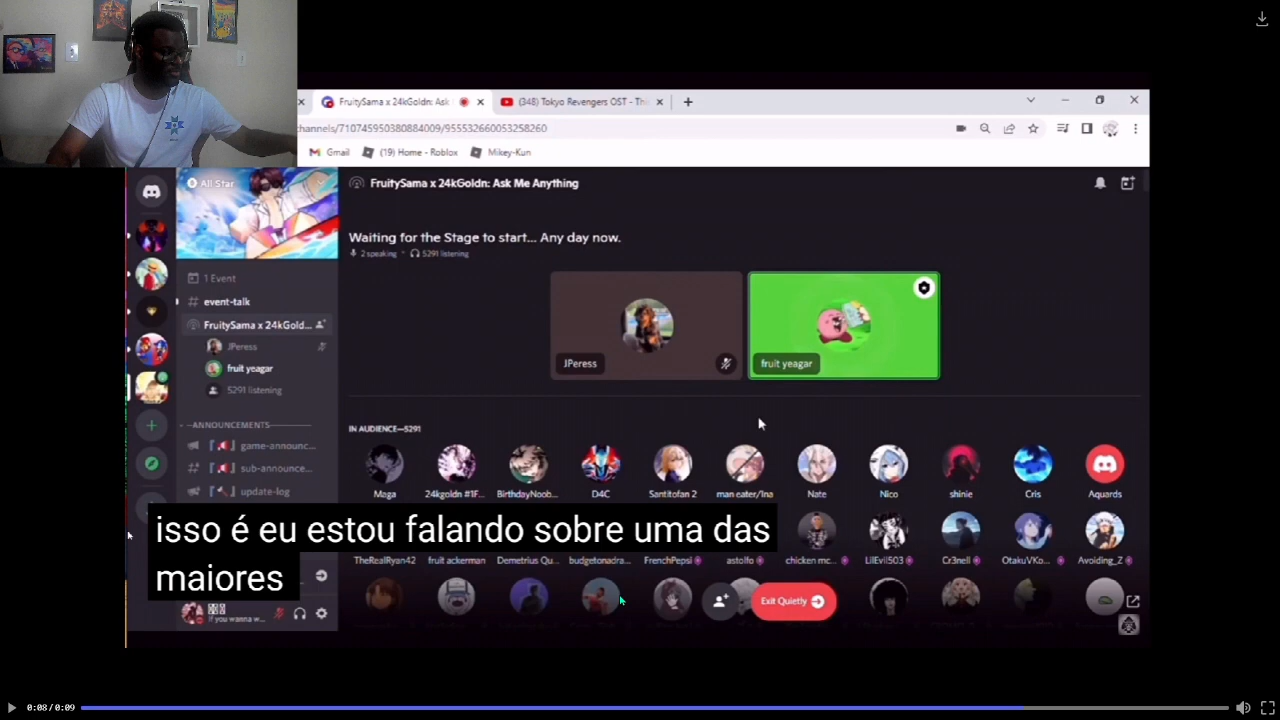 FruitySama x 24kGoldn: Ask
(348) Tokyo Revengers OST - Thi
channels/710745950380884009/955532660053258260
Gmail
(19) Home - Roblox
Mikey-Kun
All Star
FruitySama x 24kGoldn: Ask Me Anything
Waiting for the Stage to start... Any day now.
2 speaking • 5291 listening
1 Event
event-talk
FruitySama x 24kGold...
JPeress
fruit yeagar
5291 listening
JPeress
fruit yeagar
ANNOUNCEMENTS
game-announc...
sub-announce...
update-log
IN AUDIENCE—5291
Maga
24kgoldn #1F...
BirthdayNoob...
D4C
Santitofan 2
man eater/Ina
Nate
Nico
shinie
Cris
Aquards
TheRealRyan42
fruit ackerman
Demetrius Qu...
budgetonadra...
FrenchPepsi
astolfo
chicken mc...
LilEvil503
Cr3nell
OtakuVKo...
Avoiding_Z
isso é eu estou falando sobre uma das
maiores
If you wanna w...
Exit Quietly
0:08/0:09